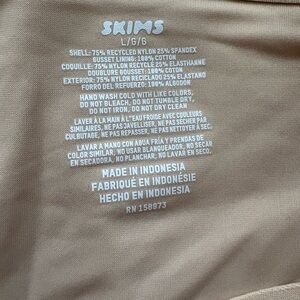 SKIMS
L/G/G
SHELL: 75% RECYCLED NYLON 25% SPANDEX
GUSSET LINING: 100% COTTON
COQUILLE: 75% NYLON RECYCLÉ 25% ÉLASTHANNE
DOUBLURE GOUSSET: 100% COTON
EXTERIOR: 75% NYLON RECICLADO 25% ELASTANO
FORRO DEL REFUERZO: 100% ALGODON
HAND WASH COLD WITH LIKE COLORS,
DO NOT BLEACH, DO NOT TUMBLE DRY,
DO NOT IRON, DO NOT DRY CLEAN
LAVER À LA MAIN À L'EAU FROIDE AVEC COULEURS
SIMILAIRES, NE PAS JAVELLISER, NE PAS SECHER PAR
CULBUTAGE, NE PAS REPASSER, NE PAS NETTOYER À SEC.
LAVAR A MANO CON AGUA FRÍA Y PRENDAS DE
COLOR SIMILAR, NO USAR BLANQUEADOR, NO SECAR
EN SECADORA, NO PLANCHAR, NO LAVAR EN SECO.
MADE IN INDONESIA
FABRIQUÉ EN INDONÉSIE
HECHO EN INDONESIA
RN 158973